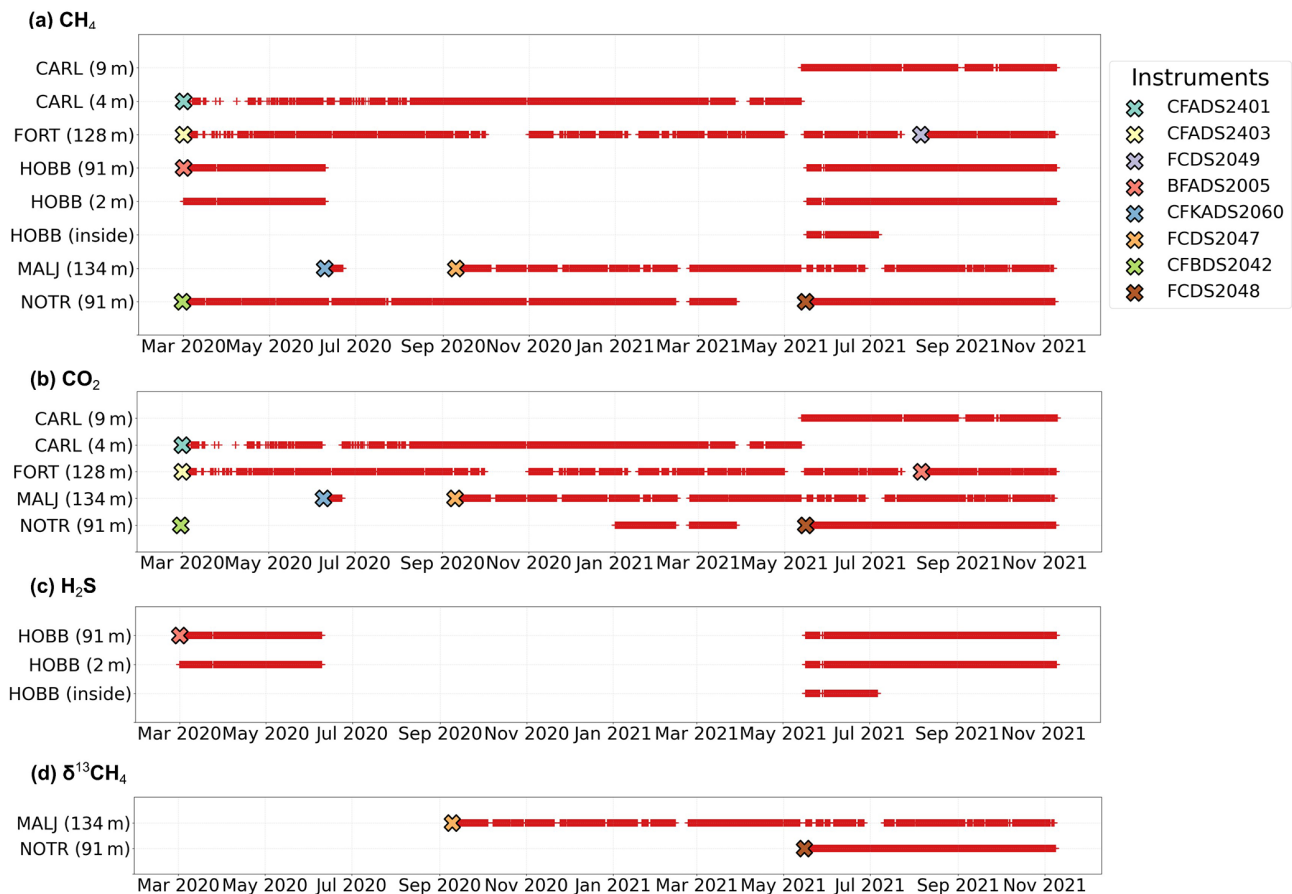 (a) CH₄
CARL (9 m)
CARL (4 m)
FORT (128 m)
HOBB (91 m)
HOBB (2 m)
HOBB (inside)
MALJ (134 m)
NOTR (91 m)
Mar 2020 May 2020 Jul 2020 Sep 2020 Nov 2020 Jan 2021 Mar 2021 May 2021 Jul 2021 Sep 2021 Nov 2021
Instruments
CFADS2401
CFADS2403
FCDS2049
BFADS2005
CFKADS2060
FCDS2047
CFBDS2042
FCDS2048
(b) CO₂
CARL (9 m)
CARL (4 m)
FORT (128 m)
MALJ (134 m)
NOTR (91 m)
Mar 2020 May 2020 Jul 2020 Sep 2020 Nov 2020 Jan 2021 Mar 2021 May 2021 Jul 2021 Sep 2021 Nov 2021
(c) H₂S
HOBB (91 m)
HOBB (2 m)
HOBB (inside)
Mar 2020 May 2020 Jul 2020 Sep 2020 Nov 2020 Jan 2021 Mar 2021 May 2021 Jul 2021 Sep 2021 Nov 2021
(d) δ¹³CH₄
MALJ (134 m)
NOTR (91 m)
Mar 2020 May 2020 Jul 2020 Sep 2020 Nov 2020 Jan 2021 Mar 2021 May 2021 Jul 2021 Sep 2021 Nov 2021